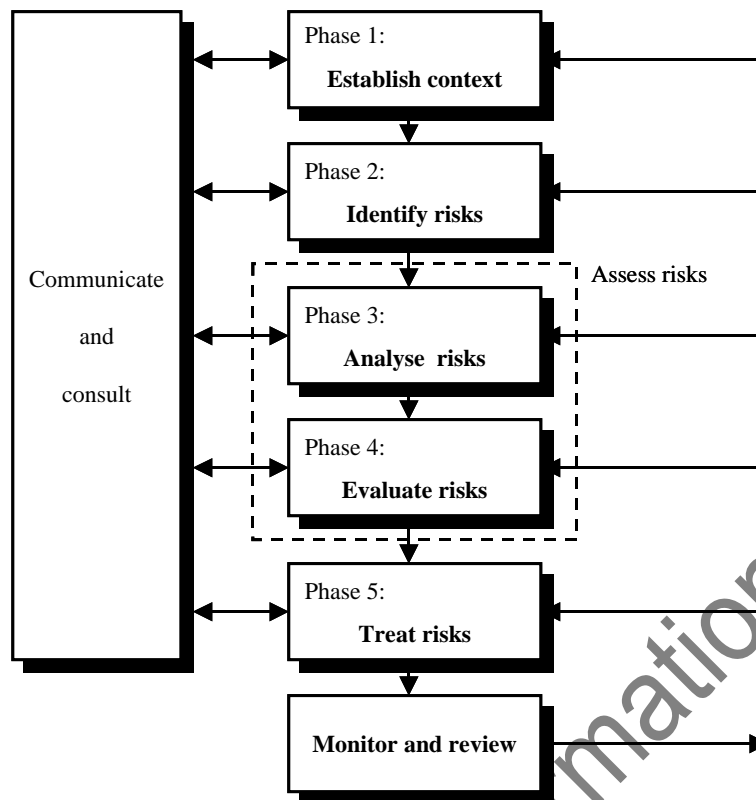 Phase 1:
Establish context
Phase 2:
Identify risks
Assess risks
Communicate
and
consult
Phase 3:
Analyse risks
Phase 4:
Evaluate risks
Phase 5:
Treat risks
Monitor and review